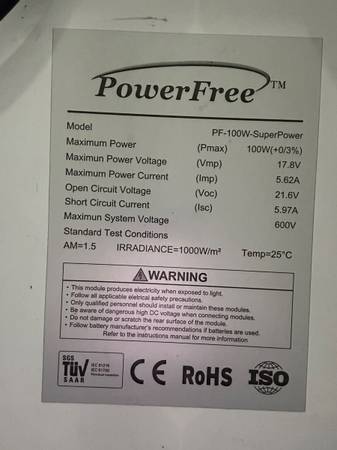 PowerFree™
Model PF-100W-SuperPower
Maximum Power (Pmax) 100W(+0/3%)
Maximun Power Voltage (Vmp) 17.8V
Maximum Power Current (Imp) 5.62A
Open Circuit Voltage (Voc) 21.6V
Short Circuit Current (Isc) 5.97A
Maximun System Voltage 600V
Standard Test Conditions
AM=1.5 IRRADIANCE=1000W/m² Temp=25°C
WARNING
• This module produces electricity when exposed to light.
• Follow all applicable eletrical safety precautions.
• Only qualified personnel should install or maintain these modules.
• Be aware of dangerous high DC voltage when connecting modules.
• Do not damage or scratch the rear surface of the module.
• Follow battery manufacturer's recommendations if batteries are used.
Refer to the instructions manual for more information
SGS
TÜV
SAAR
CE RoHS ISO